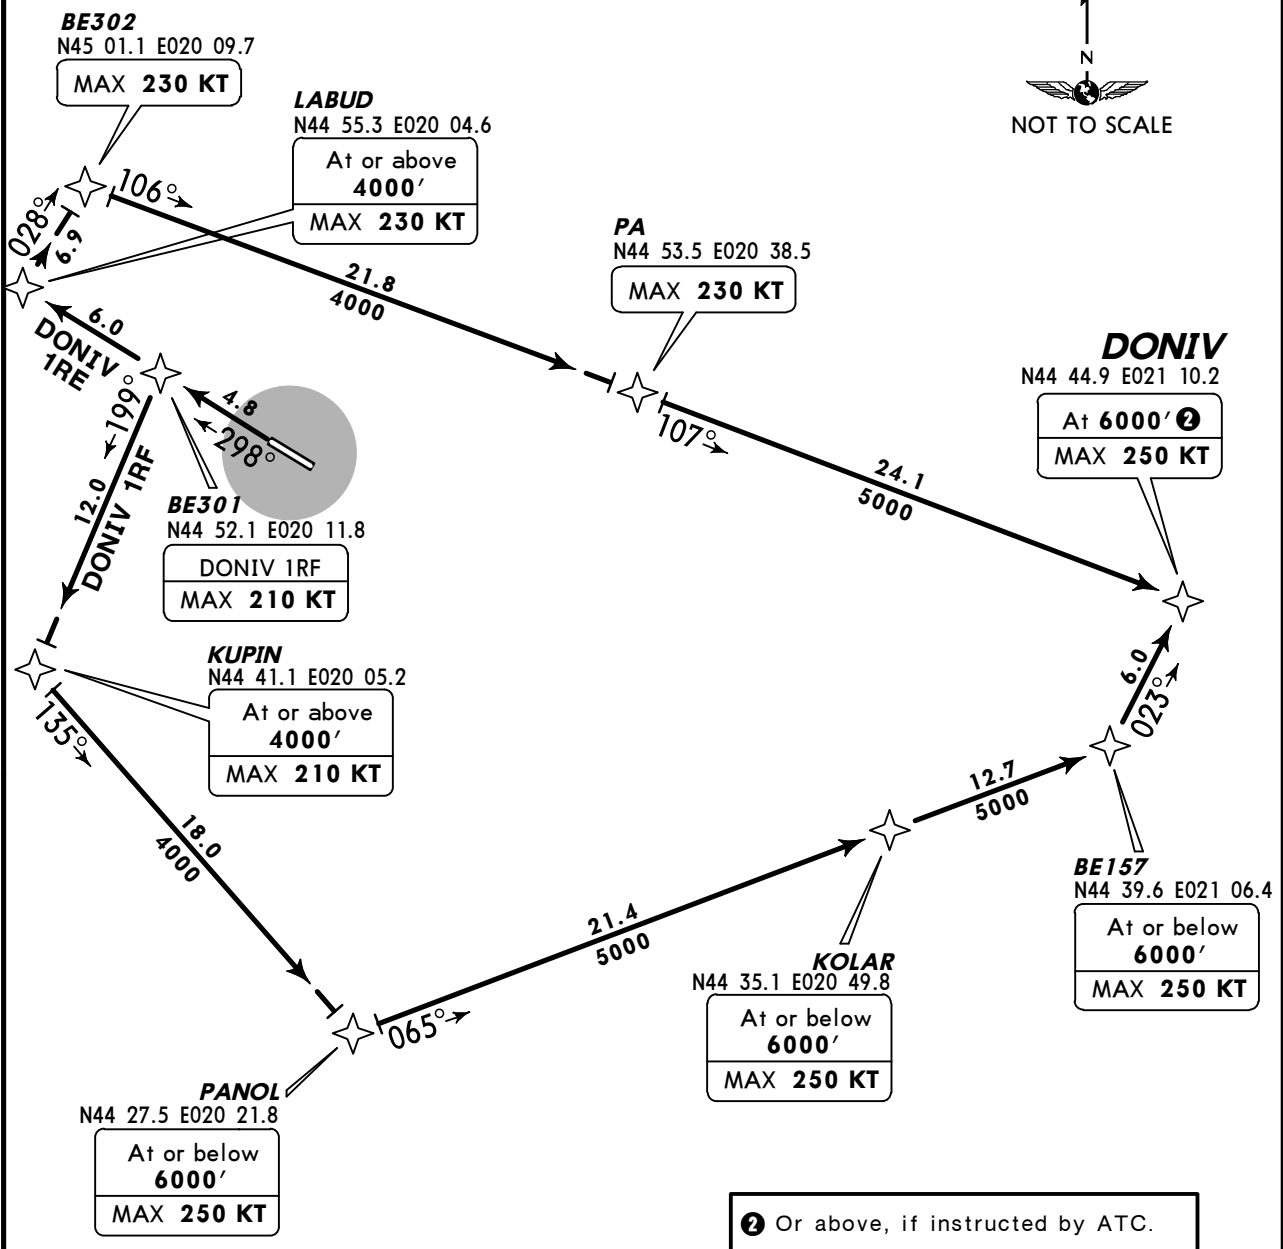 BE302
N45 01.1 E020 09.7
MAX 230 KT
N
NOT TO SCALE
LABUD
N44 55.3 E020 04.6
At or above
4000′
MAX 230 KT
106°
028°
6.9
21.8
4000
PA
N44 53.5 E020 38.5
MAX 230 KT
DONIV
N44 44.9 E021 10.2
At 6000′ 2
MAX 250 KT
6.0
DONIV
1RE
4.8
298°
199°
12.0
DONIV 1RF
107°
24.1
5000
BE301
N44 52.1 E020 11.8
DONIV 1RF
MAX 210 KT
KUPIN
N44 41.1 E020 05.2
At or above
4000′
MAX 210 KT
135°
18.0
4000
6.0
023°
12.7
5000
BE157
N44 39.6 E021 06.4
At or below
6000′
MAX 250 KT
21.4
5000
KOLAR
N44 35.1 E020 49.8
At or below
6000′
MAX 250 KT
065°
PANOL
N44 27.5 E020 21.8
At or below
6000′
MAX 250 KT
2 Or above, if instructed by ATC.